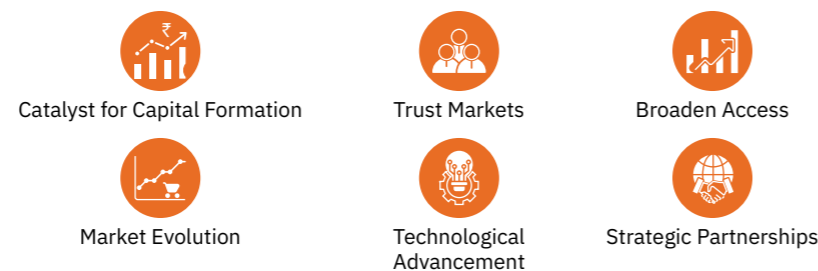 ₹
Catalyst for Capital Formation
Trust Markets
Broaden Access
Market Evolution
Technological
Advancement
Strategic Partnerships